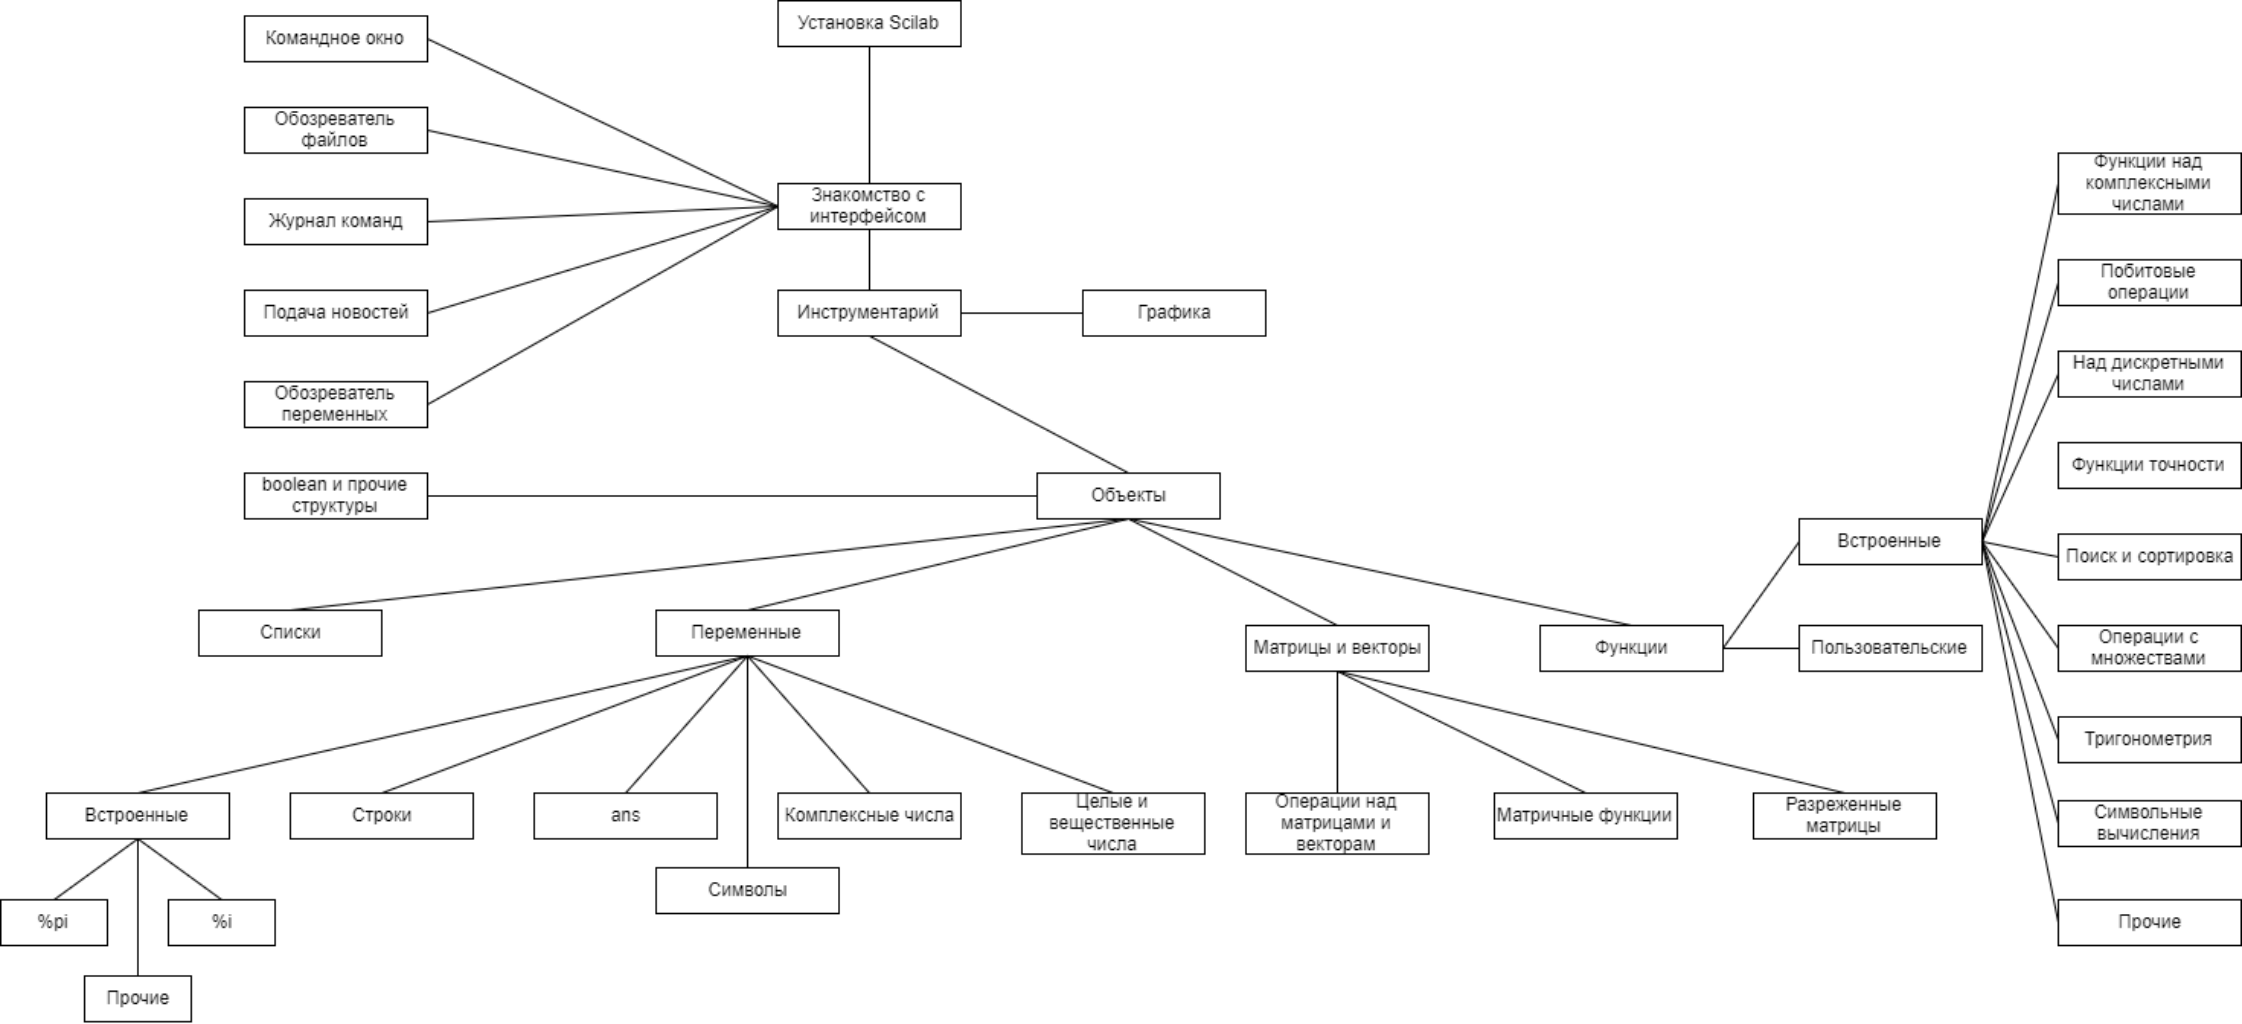 Установка Scilab
Командное окно
Обозреватель
файлов
Журнал команд
Подача новостей
Обозреватель
переменных
Знакомство с
интерфейсом
Инструментарий
Графика
boolean и прочие
структуры
Объекты
Списки
Переменные
Матрицы и векторы
Функции
Встроенные
Пользовательские
Функции над
комплексными
числами
Побитовые
операции
Над дискретными
числами
Функции точности
Поиск и сортировка
Операции с
множествами
Тригонометрия
Символьные
вычисления
Прочие
Встроенные
Строки
ans
Символы
Комплексные числа
Целые и
вещественные
числа
Операции над
матрицами и
векторам
Матричные функции
Разреженные
матрицы
%pi
%i
Прочие